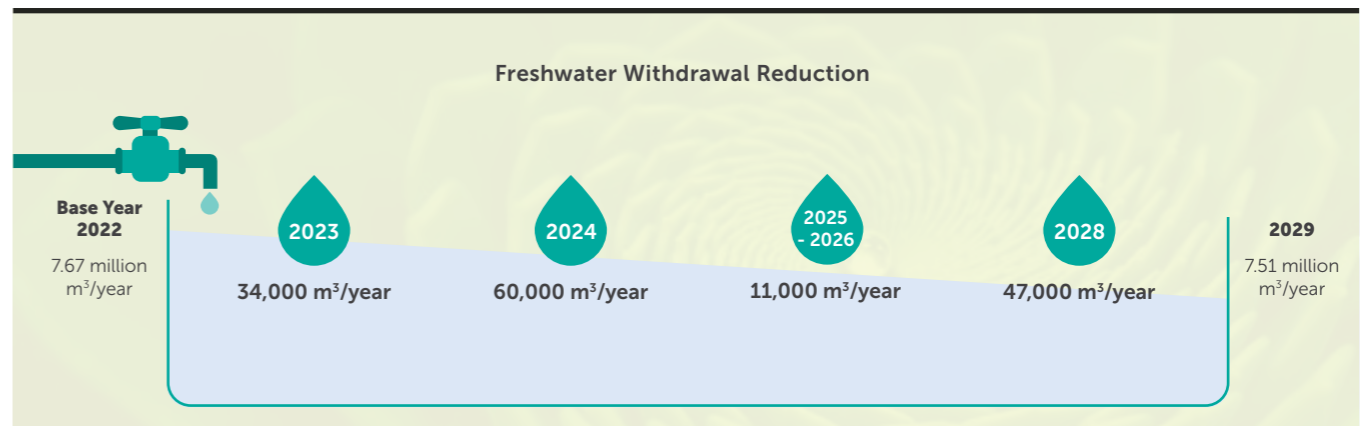 Freshwater Withdrawal Reduction
Base Year
2022
7.67 million
m³/year
2023
34,000 m³/year
2024
60,000 m³/year
2025
- 2026
11,000 m³/year
2028
47,000 m³/year
2029
7.51 million
m³/year